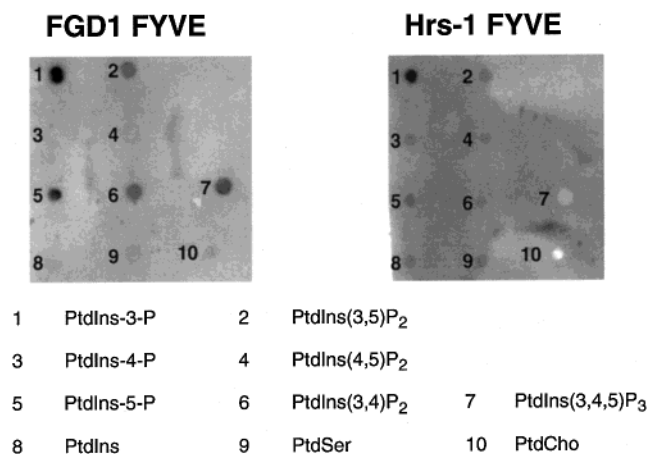 FGD1 FYVE Hrs-1 FYVE
1 2 1 2
3 4 3 4
5 6 7 5 6 7
8 9 10 8 9 10
1 PtdIns-3-P 2 PtdIns(3,5)P2
3 PtdIns-4-P 4 PtdIns(4,5)P2
5 PtdIns-5-P 6 PtdIns(3,4)P2 7 PtdIns(3,4,5)P3
8 PtdIns 9 PtdSer 10 PtdCho